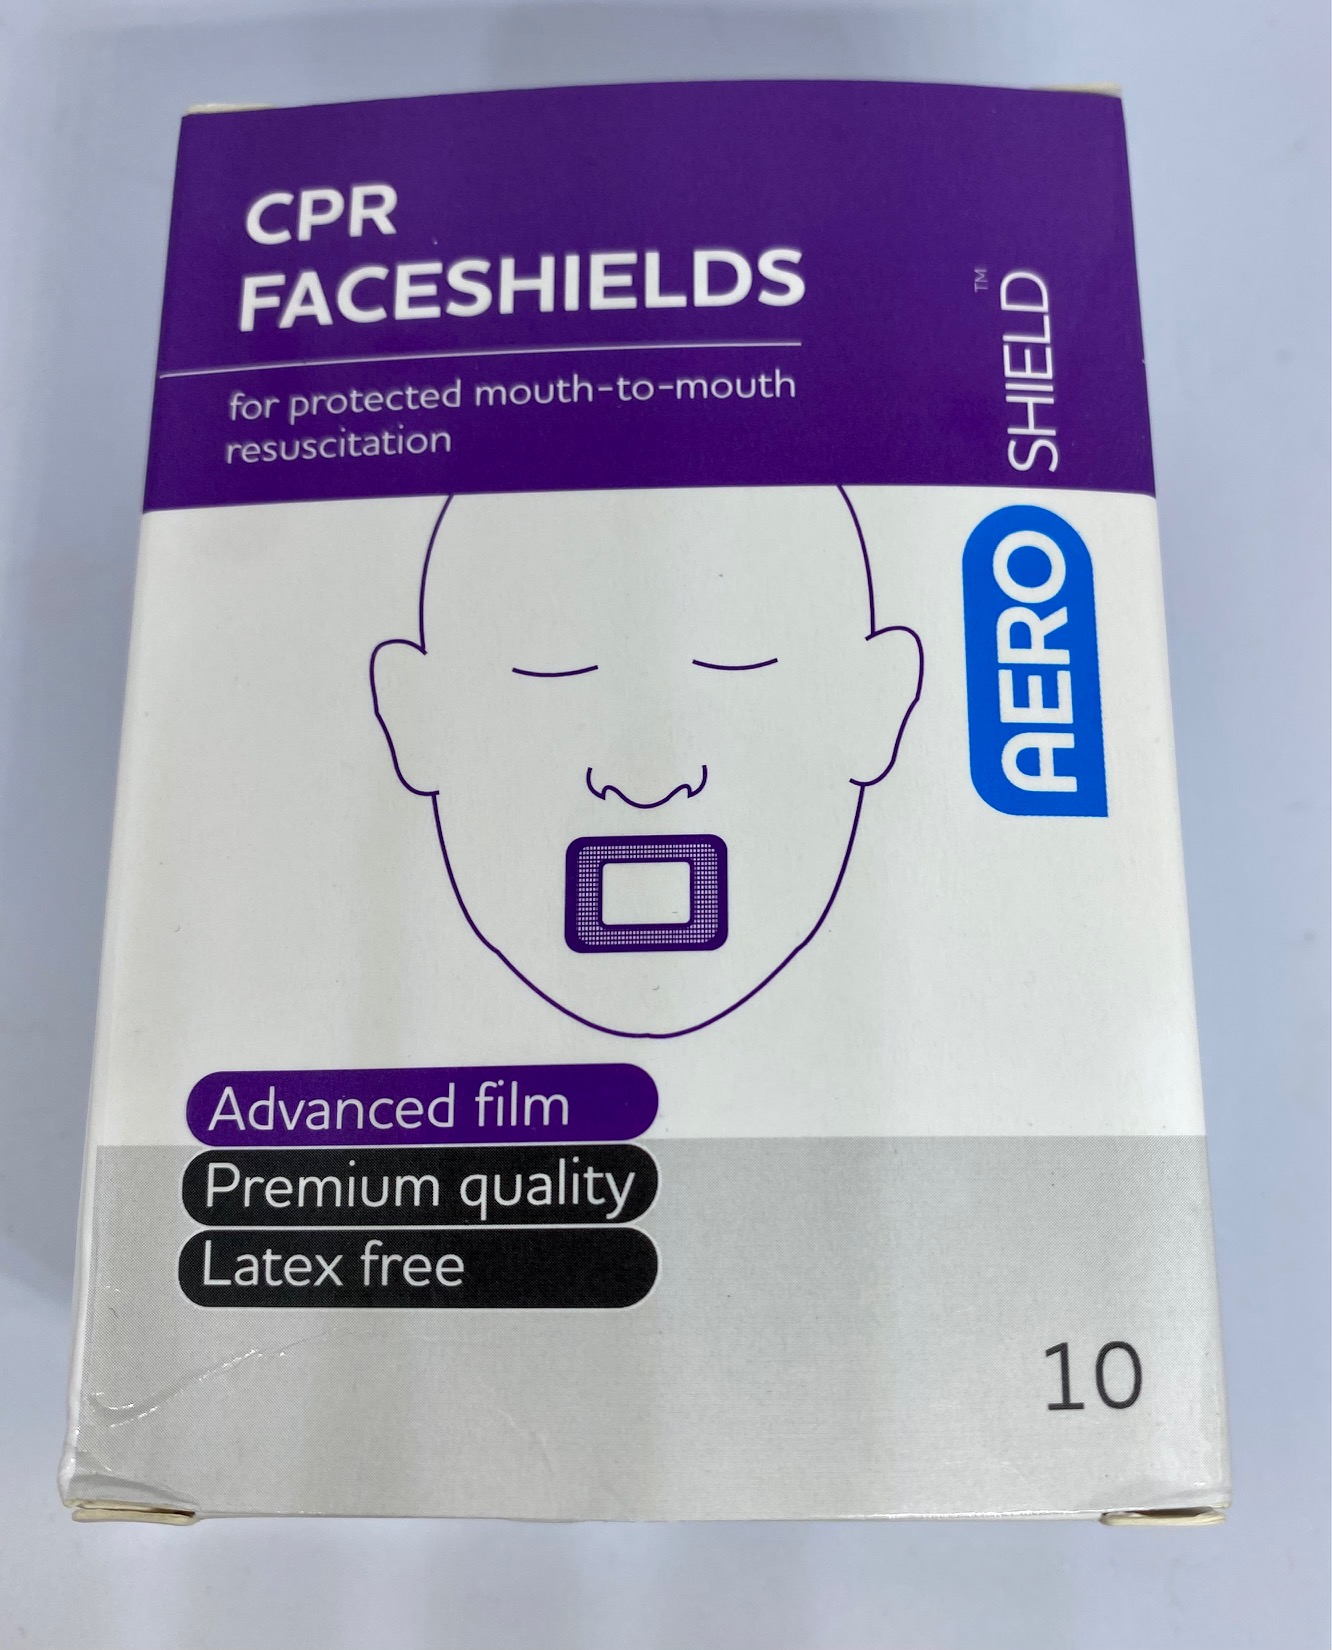 CPR
FACESHIELDS
for protected mouth-to-mouth
resuscitation
AERO SHIELD™
Advanced film
Premium quality
Latex free
10